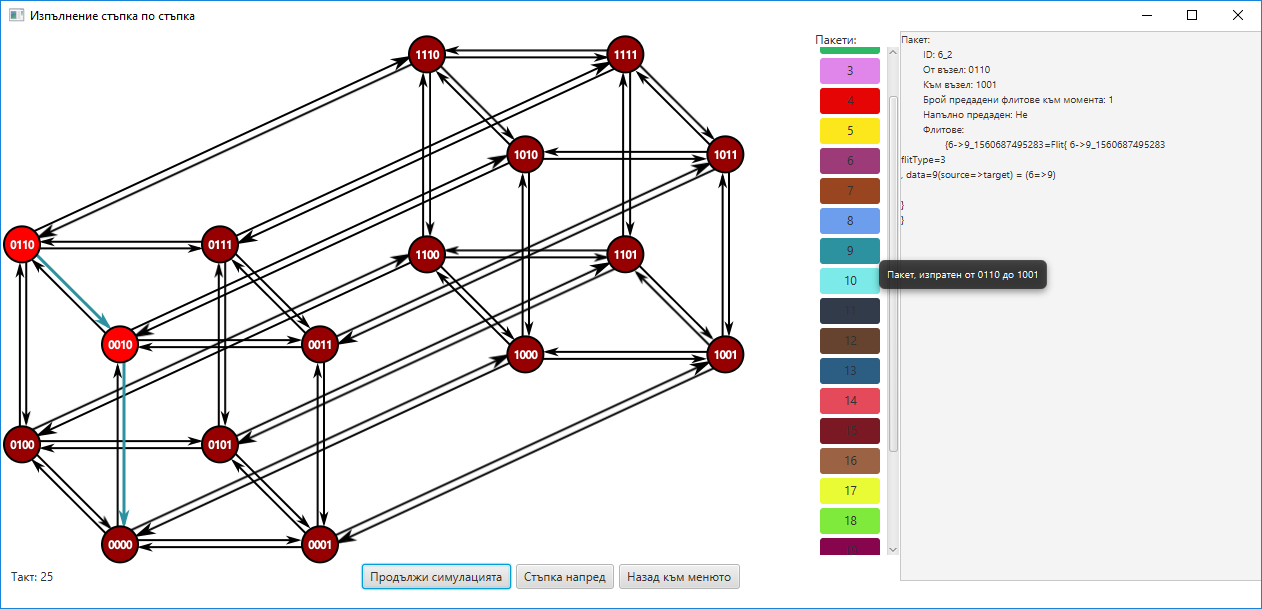 Изпълнение стъпка по стъпка
1110
1111
1010
1011
0110
0111
1100
1101
0010
0011
1000
1001
0100
0101
0000
0001
Такт: 25
Продължи симулацията
Стъпка напред
Назад към менюто
Пакети:
3
4
5
6
7
8
9
10
11
12
13
14
15
16
17
18
Пакет, изпратен от 0110 до 1001
Пакет:
ID: 6_2
От възел: 0110
Към възел: 1001
Брой предадени флитове към момента: 1
Напълно предаден: Не
Флитове:
{6->9_1560687495283=Flit{ 6->9_1560687495283
flitType=3
, data=9(source=>target) = (6=>9)
}
}